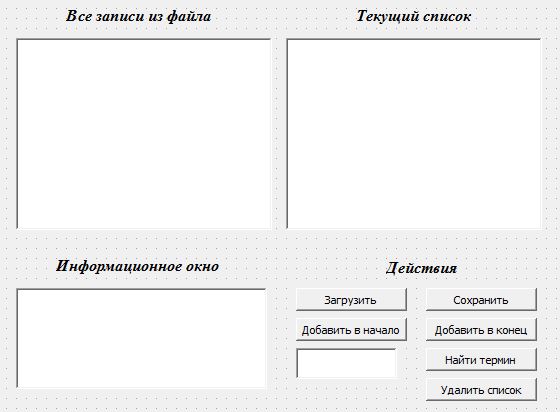 Все записи из файла
Текущий список
Информационное окно
Действия
Загрузить
Сохранить
Добавить в начало
Добавить в конец
Найти термин
Удалить список